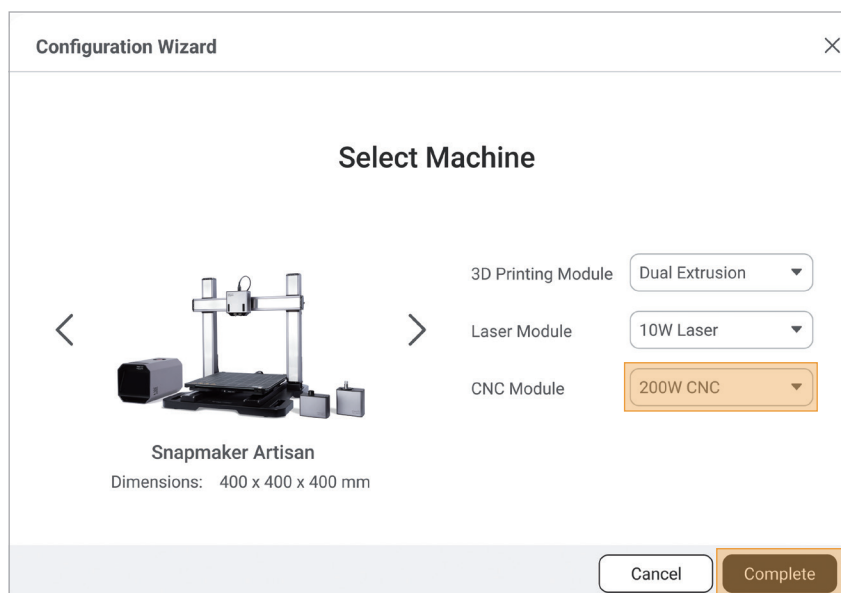 Configuration Wizard
Select Machine
3D Printing Module
Dual Extrusion
Laser Module
10W Laser
CNC Module
200W CNC
Snapmaker Artisan
Dimensions: 400 x 400 x 400 mm
Cancel
Complete